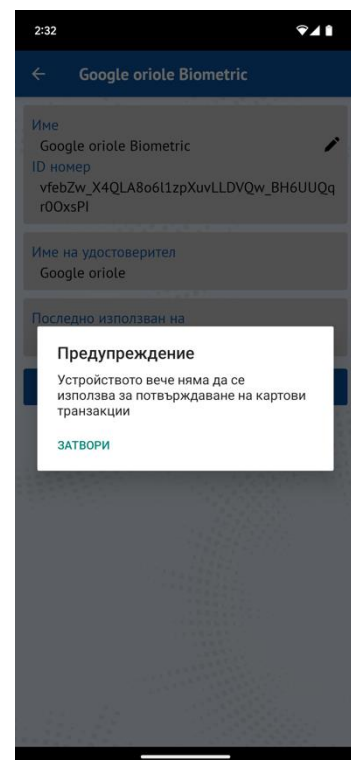 2:32
Google oriole Biometric
Име
Google oriole Biometric
ID номер
vfebZw_X4QLA8o6l1zpXuvLLDVQw_BH6UUQq
r0OxsPI
Име на удостоверител
Google oriole
Последно използван на
Предупреждение
Устройството вече няма да се
използва за потвърждаване на картови
транзакции
ЗАТВОРИ